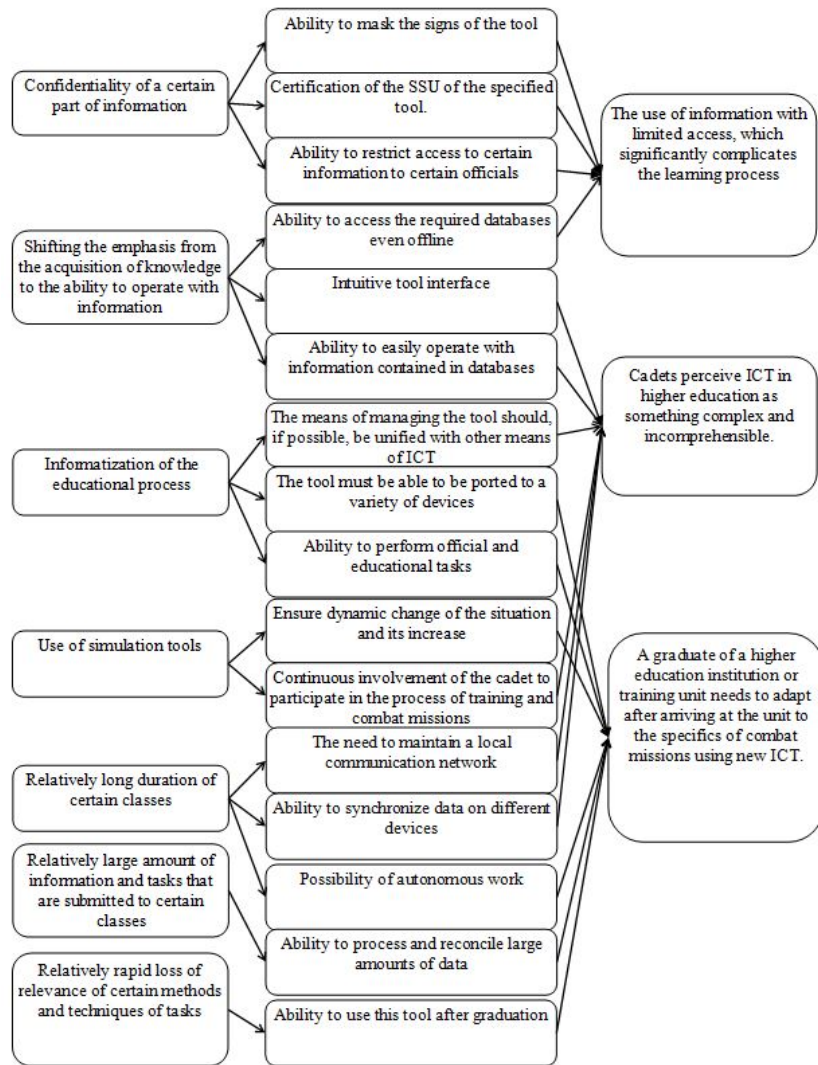 Confidentiality of a certain
part of information
Shifting the emphasis from
the acquisition of knowledge
to the ability to operate with
information
Informatization of the
educational process
Use of simulation tools
Relatively long duration of
certain classes
Relatively large amount of
information and tasks that
are submitted to certain
classes
Relatively rapid loss of
relevance of certain methods
and techniques of tasks
Ability to mask the signs of the tool
Certification of the SSU of the specified
tool.
Ability to restrict access to certain
information to certain officials
Ability to access the required databases
even offline
Intuitive tool interface
Ability to easily operate with
information contained in databases
The means of managing the tool should,
if possible, be unified with other means
of ICT
The tool must be able to be ported to a
variety of devices
Ability to perform official and
educational tasks
Ensure dynamic change of the situation
and its increase
Continuous involvement of the cadet to
participate in the process of training and
combat missions
The need to maintain a local
communication network
Ability to synchronize data on different
devices
Possibility of autonomous work
Ability to process and reconcile large
amounts of data
Ability to use this tool after graduation
The use of information with
limited access, which
significantly complicates
the learning process
Cadets perceive ICT in
higher education as
something complex and
incomprehensible.
A graduate of a higher
education institution or
training unit needs to adapt
after arriving at the unit to
the specifics of combat
missions using new ICT.